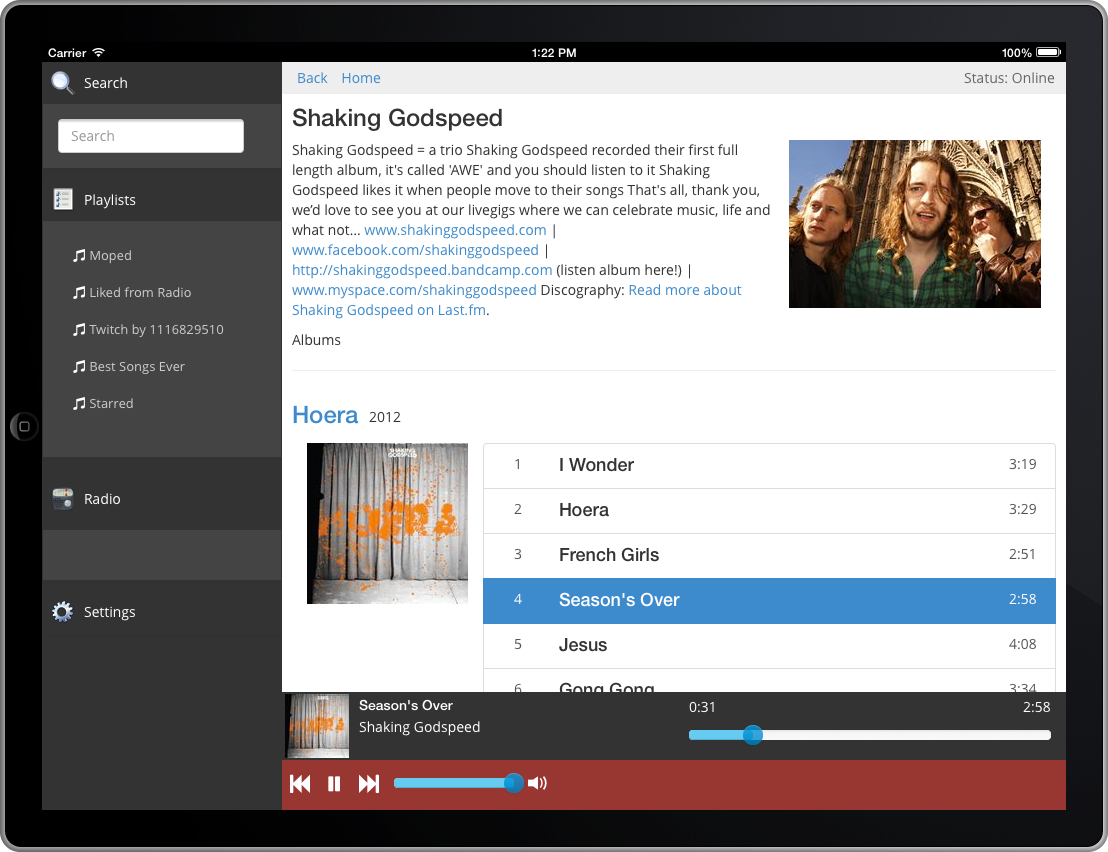 Carrier 1:22 PM 100%
Search
Search
Playlists
Moped
Liked from Radio
Twitch by 1116829510
Best Songs Ever
Starred
Radio
Settings
Back Home Status: Online
Shaking Godspeed
Shaking Godspeed = a trio Shaking Godspeed recorded their first full
length album, it's called 'AWE' and you should listen to it Shaking
Godspeed likes it when people move to their songs That's all, thank you,
we'd love to see you at our livegigs where we can celebrate music, life and
what not... www.shakinggodspeed.com |
www.facebook.com/shakinggodspeed |
http://shakinggodspeed.bandcamp.com (listen album here!) |
www.myspace.com/shakinggodspeed Discography: Read more about
Shaking Godspeed on Last.fm.
Albums
Hoera 2012
SHAKING
GODSPEED
HOERA
1 I Wonder 3:19
2 Hoera 3:29
3 French Girls 2:51
4 Season's Over 2:58
5 Jesus 4:08
6 Gong Gong 3:34
Season's Over
Shaking Godspeed
0:31 2:58